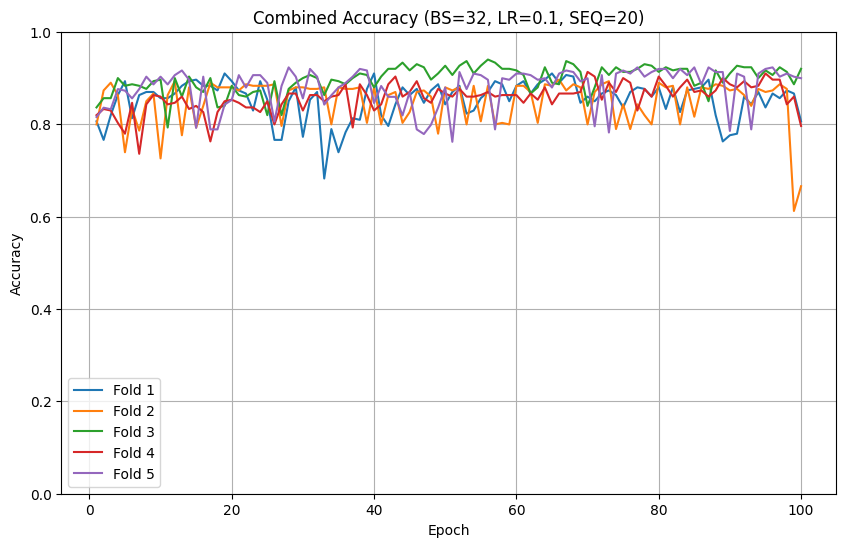 Combined Accuracy (BS=32, LR=0.1, SEQ=20)
1.0
0.8
0.6
0.4
0.2
0.0
Accuracy
Fold 1
Fold 2
Fold 3
Fold 4
Fold 5
0 20 40 60 80 100
Epoch